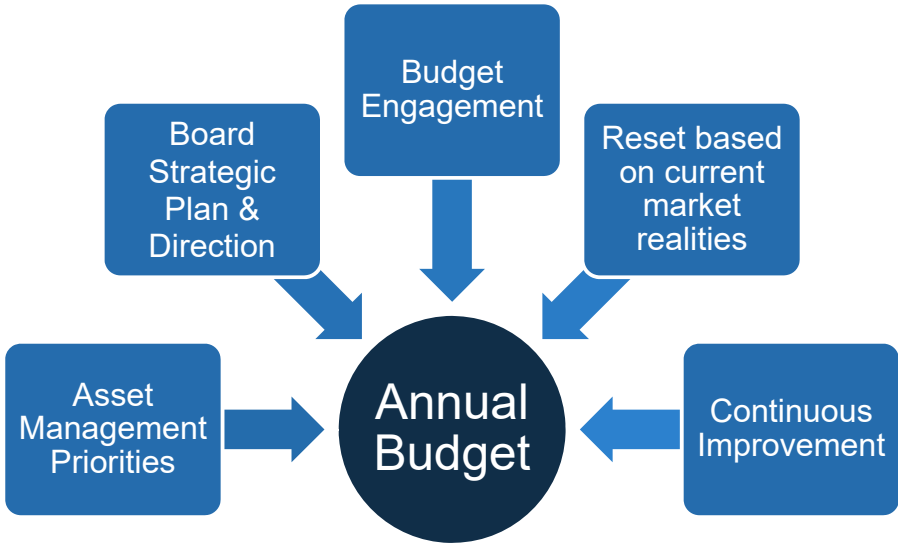 Budget
Engagement
Board
Strategic
Plan &
Direction
Reset based
on current
market
realities
Asset
Management
Priorities
Annual
Budget
Continuous
Improvement